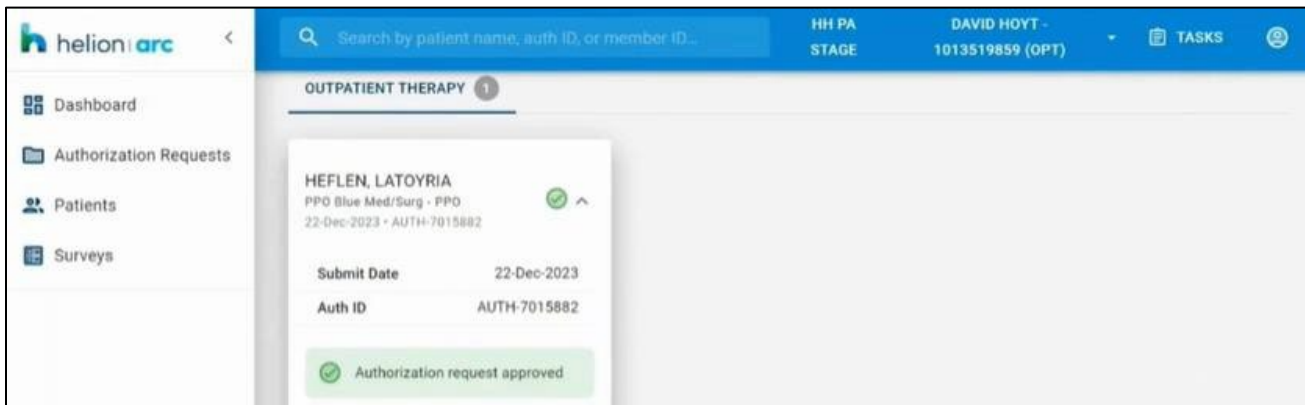 helion arc
Search by patient name, auth ID, or member ID...
HH PA
STAGE
DAVID HOYT -
1013519859 (OPT)
TASKS
Dashboard
Authorization Requests
Patients
Surveys
OUTPATIENT THERAPY 1
HEFLEN, LATOYRIA
PPO Blue Med/Surg - PPO
22-Dec-2023 • AUTH-7015882
Submit Date 22-Dec-2023
Auth ID AUTH-7015882
Authorization request approved